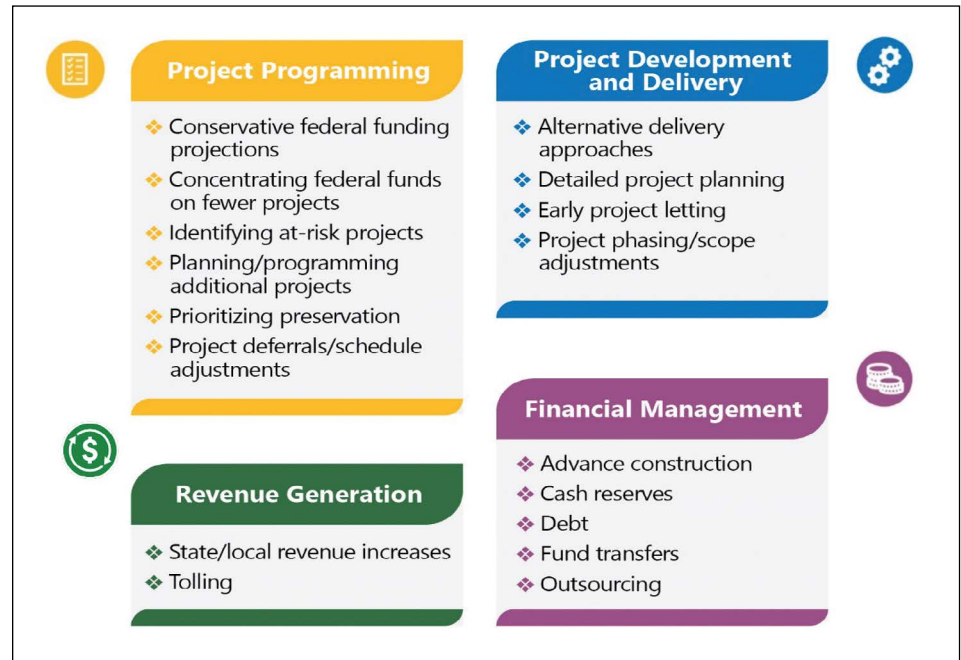 Project Programming
❖ Conservative federal funding
projections
❖ Concentrating federal funds
on fewer projects
❖ Identifying at-risk projects
❖ Planning/programming
additional projects
❖ Prioritizing preservation
❖ Project deferrals/schedule
adjustments
Project Development
and Delivery
❖ Alternative delivery
approaches
❖ Detailed project planning
❖ Early project letting
❖ Project phasing/scope
adjustments
$
Revenue Generation
❖ State/local revenue increases
❖ Tolling
Financial Management
❖ Advance construction
❖ Cash reserves
❖ Debt
❖ Fund transfers
❖ Outsourcing